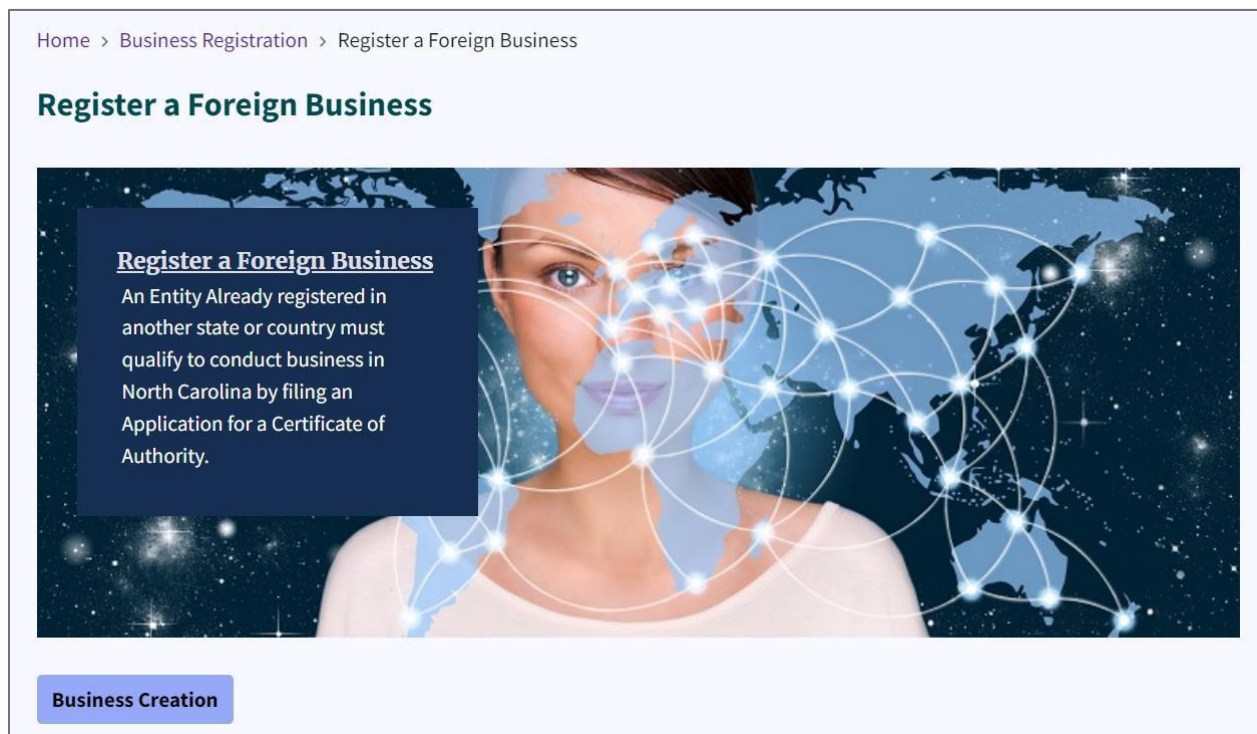 Home > Business Registration > Register a Foreign Business
Register a Foreign Business
Register a Foreign Business
An Entity Already registered in
another state or country must
qualify to conduct business in
North Carolina by filing an
Application for a Certificate of
Authority.
Business Creation